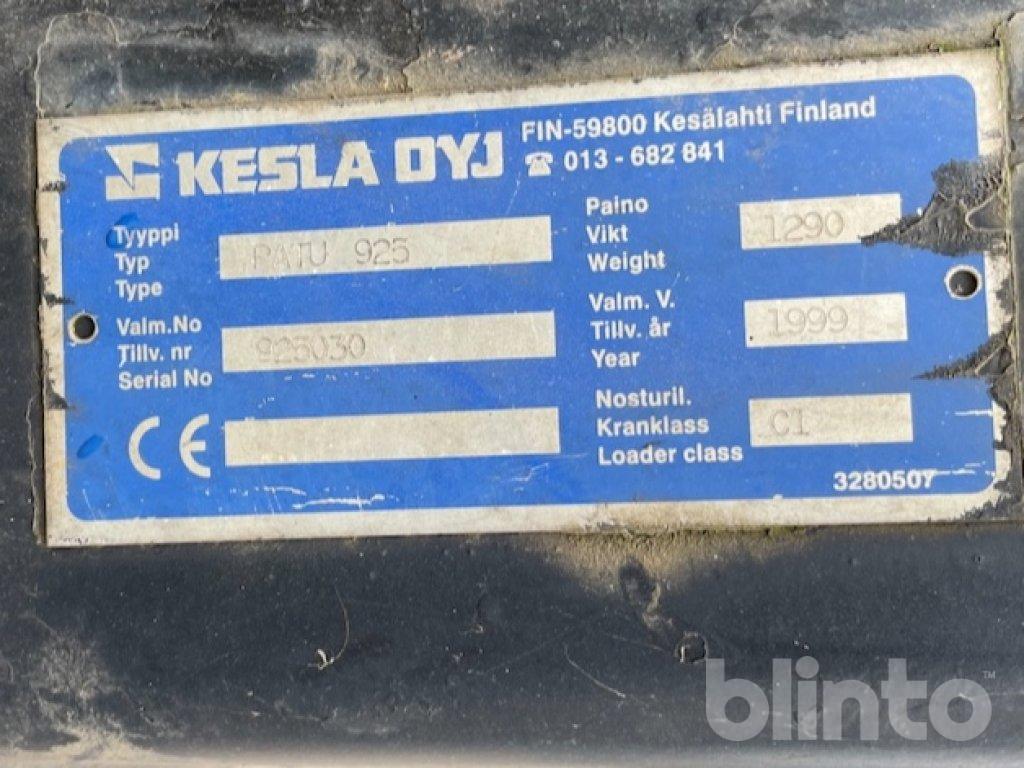 KESLA OYJ
FIN-59800 Kesälahti Finland
☎ 013 - 682 841
Tyyppi
Typ
Type
PATU 925
Valm.No
Tillv. nr
Serial No
925030
CE
Paino
Vikt
Weight
1290
Valm. V.
Tillv. år
Year
1999
Nosturil.
Kranklass
Loader class
C1
3280507
blinto™